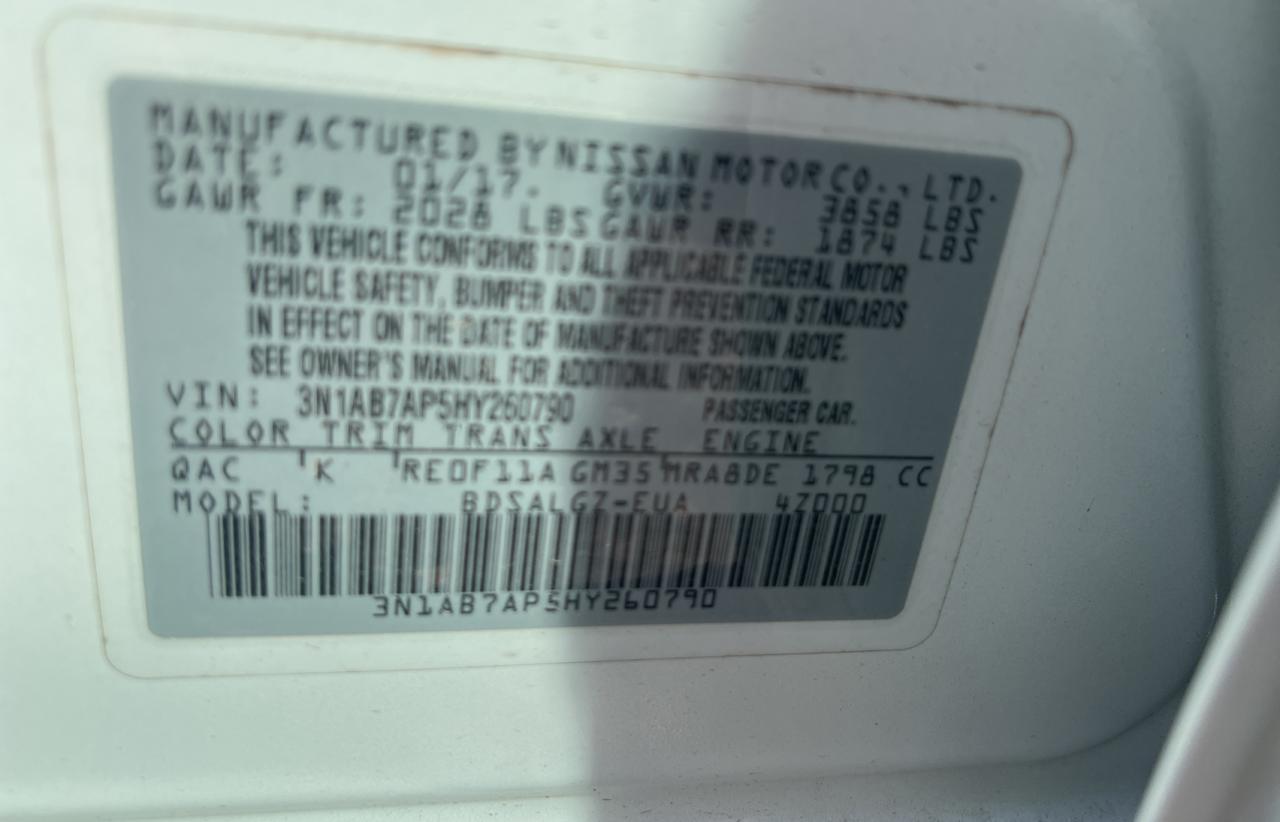 MANUFACTURED BY NISSAN MOTOR CO., LTD.
DATE: 01/17. GVWR: 3858 LBS
GAWR FR: 2028 LBS GAWR RR: 1874 LBS
THIS VEHICLE CONFORMS TO ALL APPLICABLE FEDERAL MOTOR
VEHICLE SAFETY, BUMPER AND THEFT PREVENTION STANDARDS
IN EFFECT ON THE DATE OF MANUFACTURE SHOWN ABOVE.
SEE OWNER'S MANUAL FOR ADDITIONAL INFORMATION.
VIN: 3N1AB7AP5HY260790 PASSENGER CAR.
COLOR TRIM TRANS AXLE ENGINE
QAC K RE0F11A GM35 MRA8DE 1798 CC
MODEL: BDSALGZ-EUA 4Z000
3N1AB7AP5HY260790